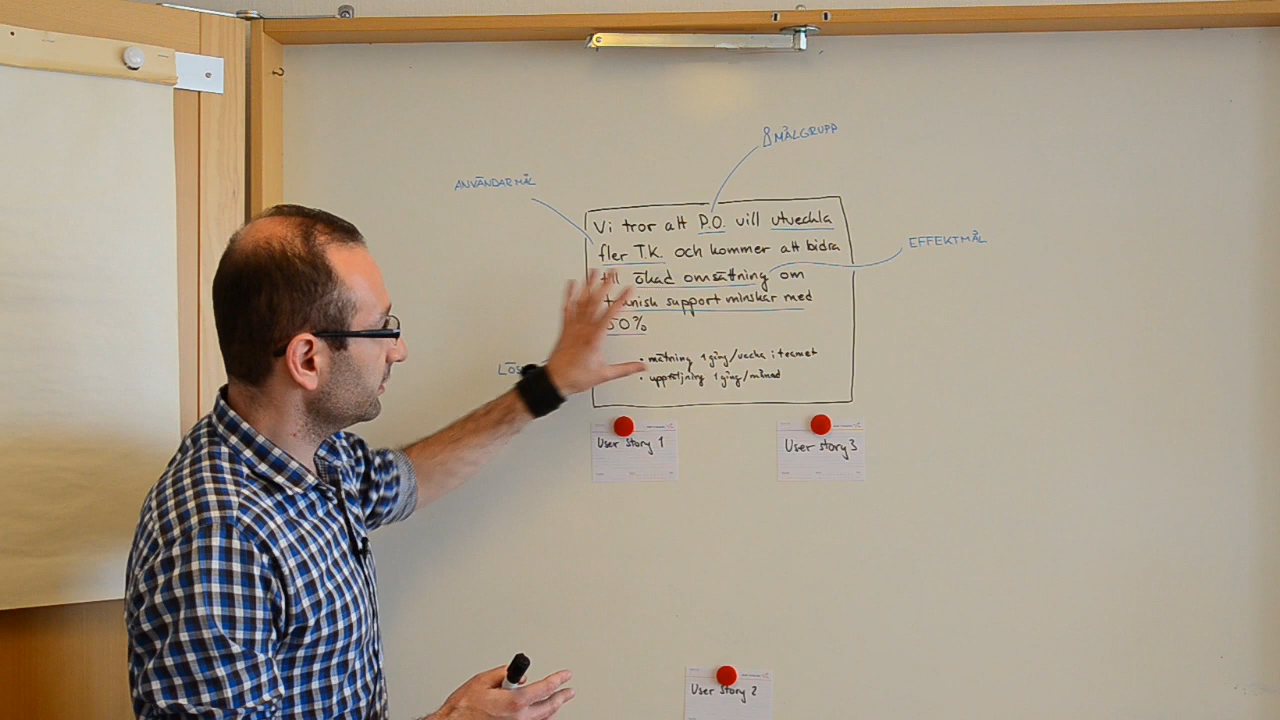 MÅLGRUPP
ANVÄNDARMÅL
Vi tror att P.O. vill utveckla
fler T.K. och kommer att bidra
EFFEKTMÅL
till ökad omsättning om
teknish support minskar med
50%
• mätning 1 gång/vecka i teamet
LÖS
• uppföljning 1 gång/månad
User story 1
User story 3
User story 2